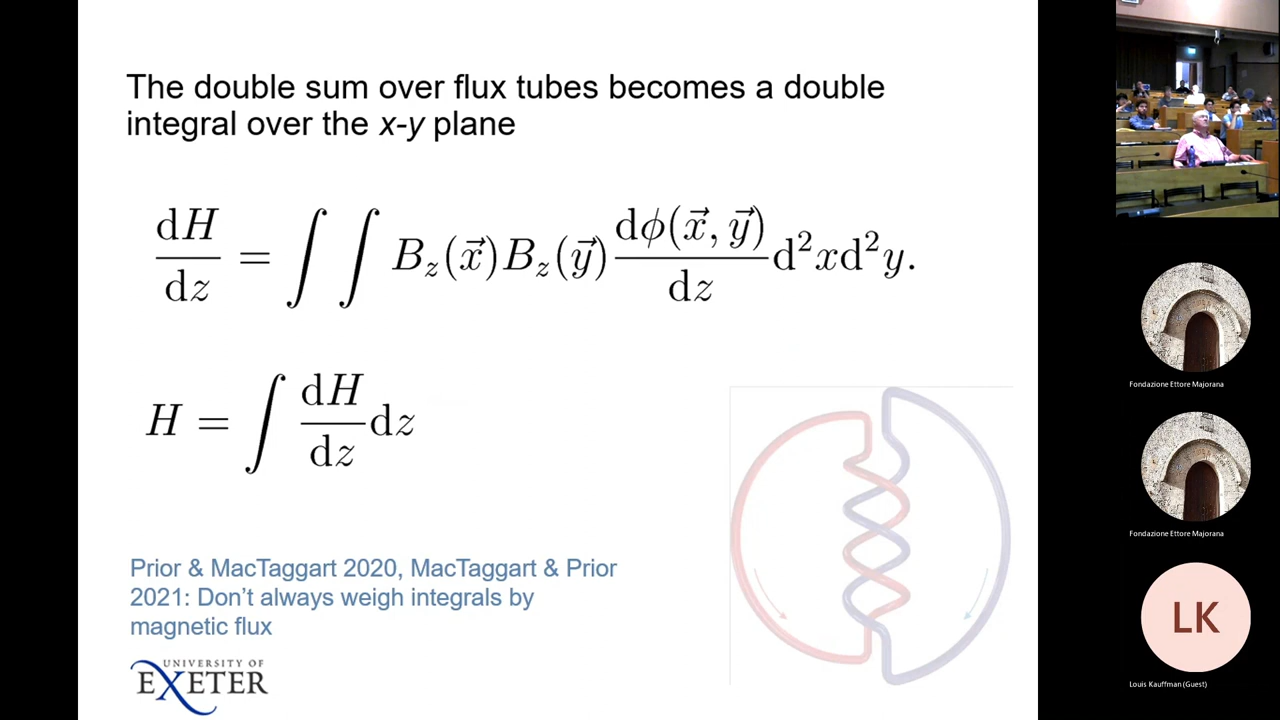 The double sum over flux tubes becomes a double
integral over the x-y plane
dH/dz = ∫ ∫ B_z(x⃗)B_z(y⃗) dϕ(x⃗, y⃗)/dz d²xd²y.
H = ∫ dH/dz dz
Prior & MacTaggart 2020, MacTaggart & Prior
2021: Don't always weigh integrals by
magnetic flux
UNIVERSITY OF
EXETER
Fondazione Ettore Majorana
Fondazione Ettore Majorana
LK
Louis Kauffman (Guest)